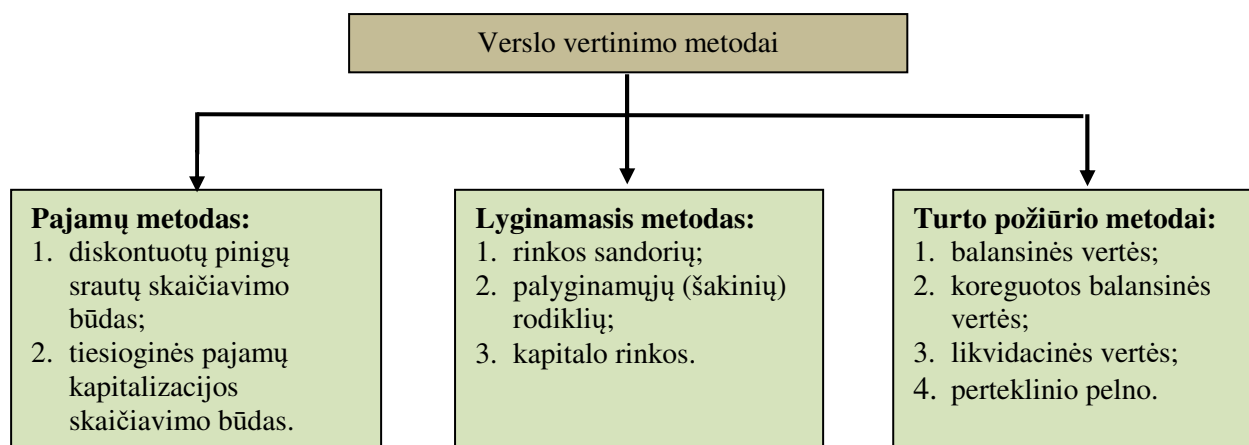 Verslo vertinimo metodai
Pajamų metodas:
1. diskontuotų pinigų
srautų skaičiavimo
būdas;
2. tiesioginės pajamų
kapitalizacijos
skaičiavimo būdas.
Lyginamasis metodas:
1. rinkos sandorių;
2. palyginamųjų (šakinių)
rodiklių;
3. kapitalo rinkos.
Turto požiūrio metodai:
1. balansinės vertės;
2. koreguotos balansinės
vertės;
3. likvidacinės vertės;
4. perteklinio pelno.